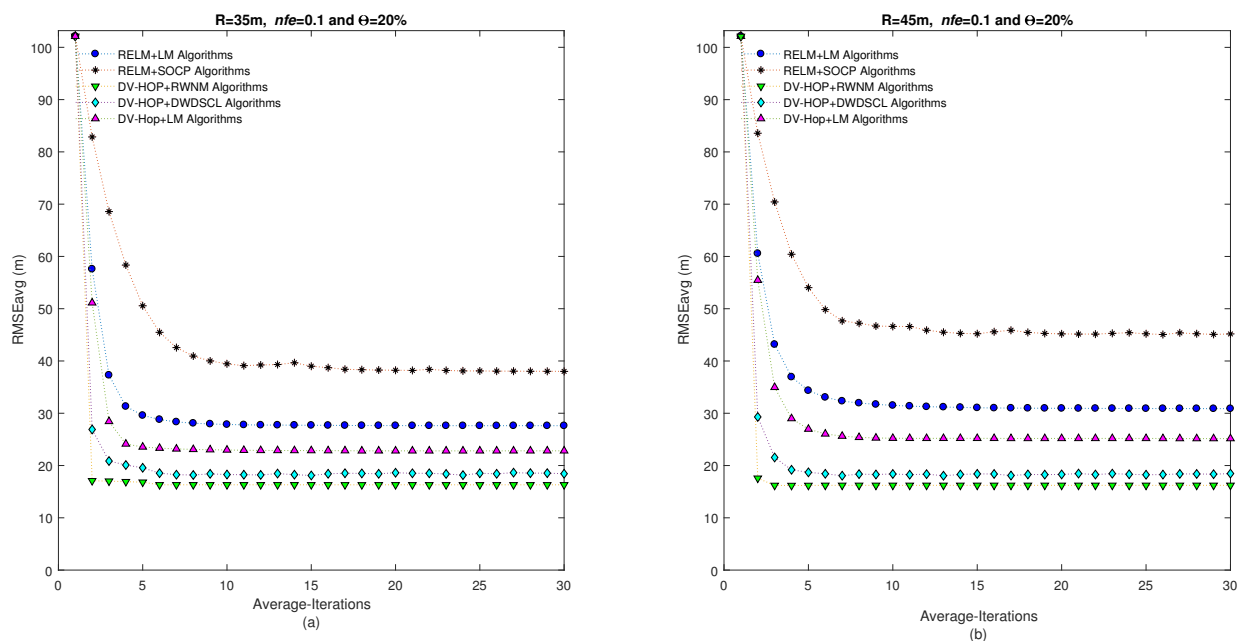 R=35m, nfe=0.1 and Θ=20%
100
90
80
70
60
50
40
30
20
10
0
RMSEavg (m)
RELM+LM Algorithms
RELM+SOCP Algorithms
DV-HOP+RWNM Algorithms
DV-HOP+DWDSCL Algorithms
DV-Hop+LM Algorithms
0 5 10 15 20 25 30
Average-Iterations
(a)
R=45m, nfe=0.1 and Θ=20%
100
90
80
70
60
50
40
30
20
10
0
RMSEavg (m)
RELM+LM Algorithms
RELM+SOCP Algorithms
DV-HOP+RWNM Algorithms
DV-HOP+DWDSCL Algorithms
DV-Hop+LM Algorithms
0 5 10 15 20 25 30
Average-Iterations
(b)